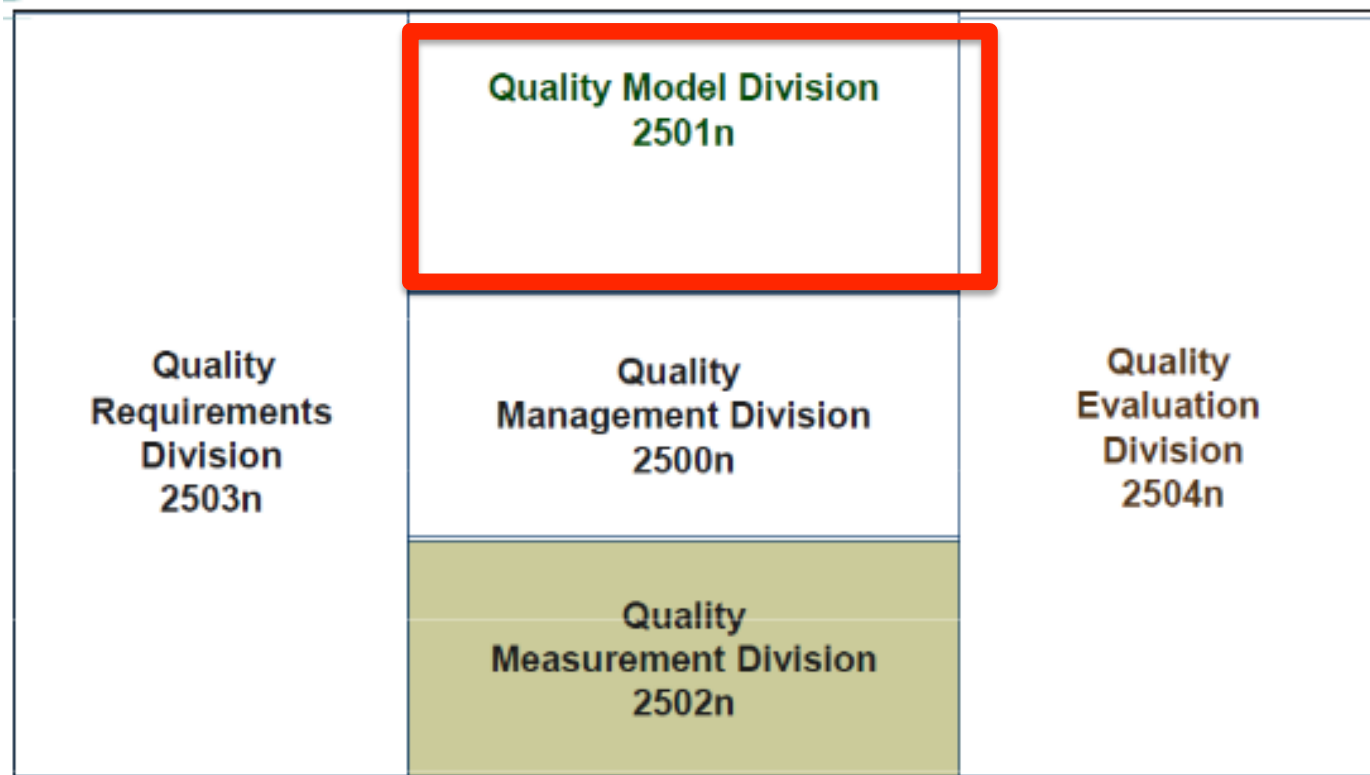 Quality Model Division
2501n
Quality
Requirements
Division
2503n
Quality
Management Division
2500n
Quality
Evaluation
Division
2504n
Quality
Measurement Division
2502n